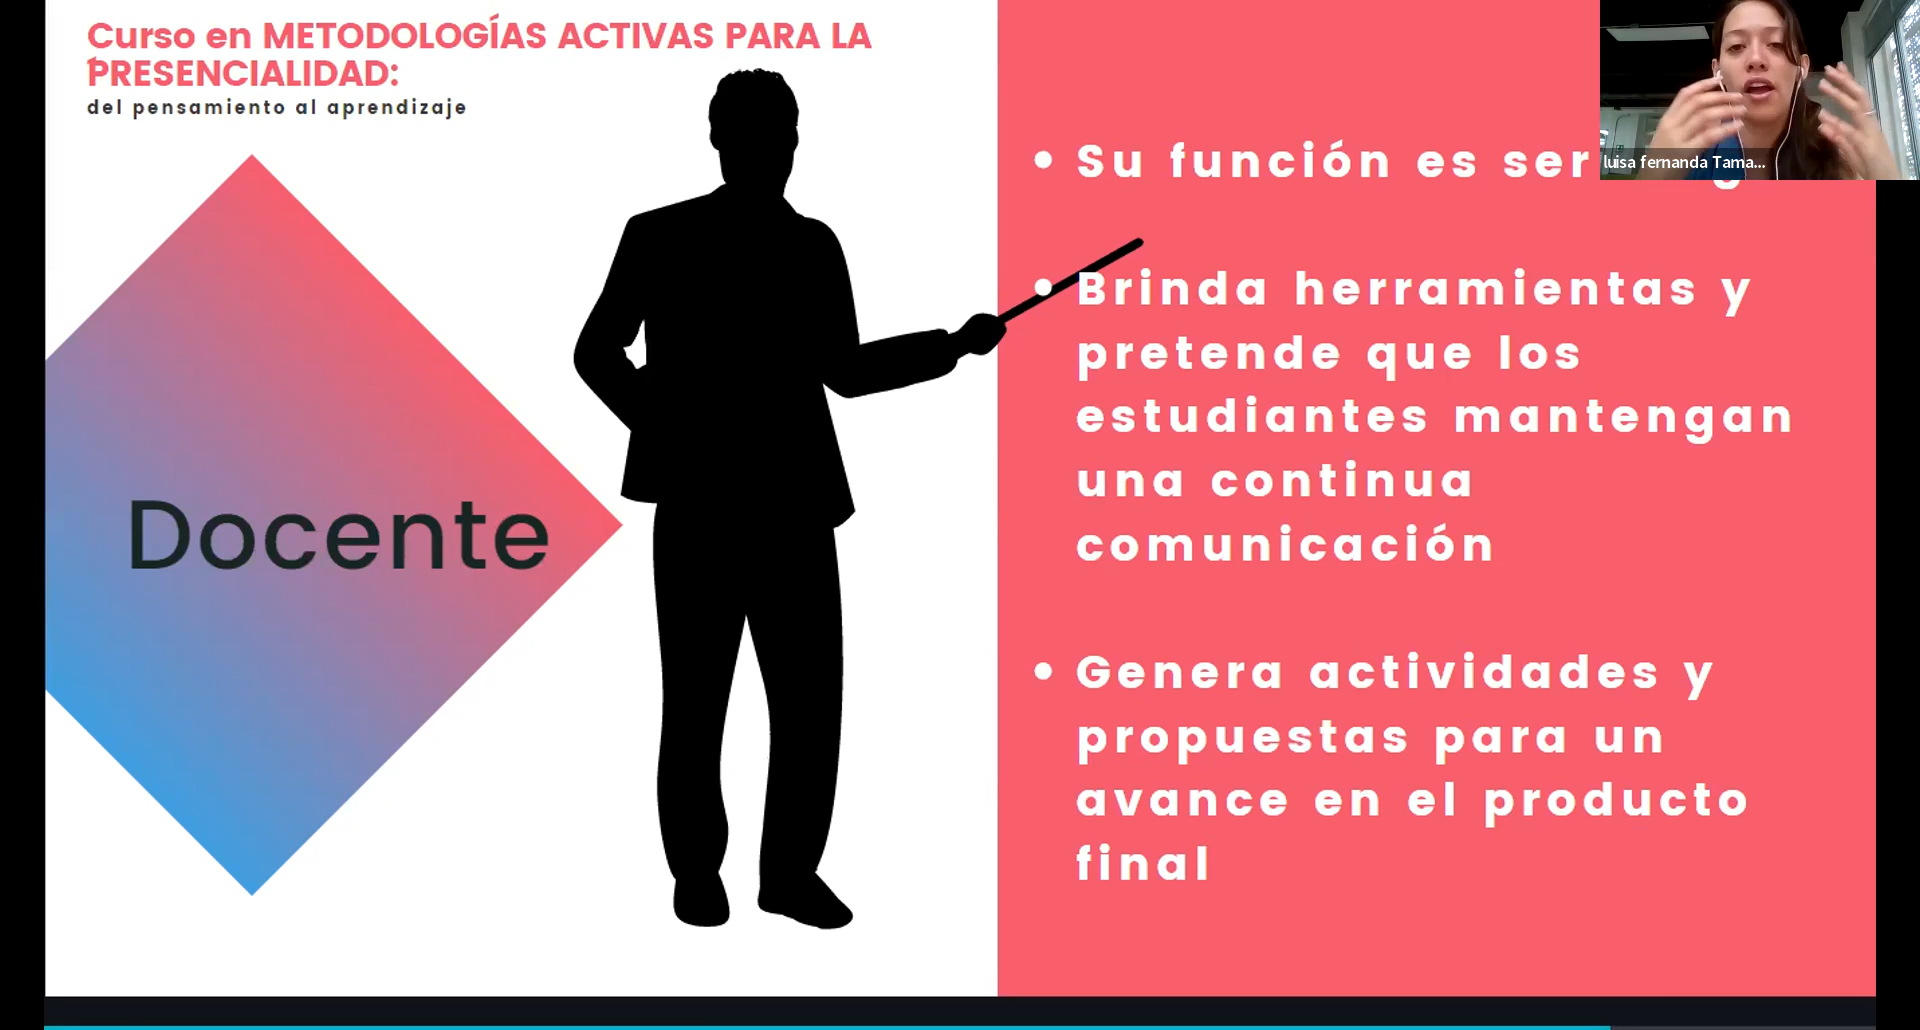 Curso en METODOLOGÍAS ACTIVAS PARA LA
PRESENCIALIDAD:
del pensamiento al aprendizaje
Docente
• Su función es ser
• Brinda herramientas y
pretende que los
estudiantes mantengan
una continua
comunicación
• Genera actividades y
propuestas para un
avance en el producto
final
luisa fernanda Tama...